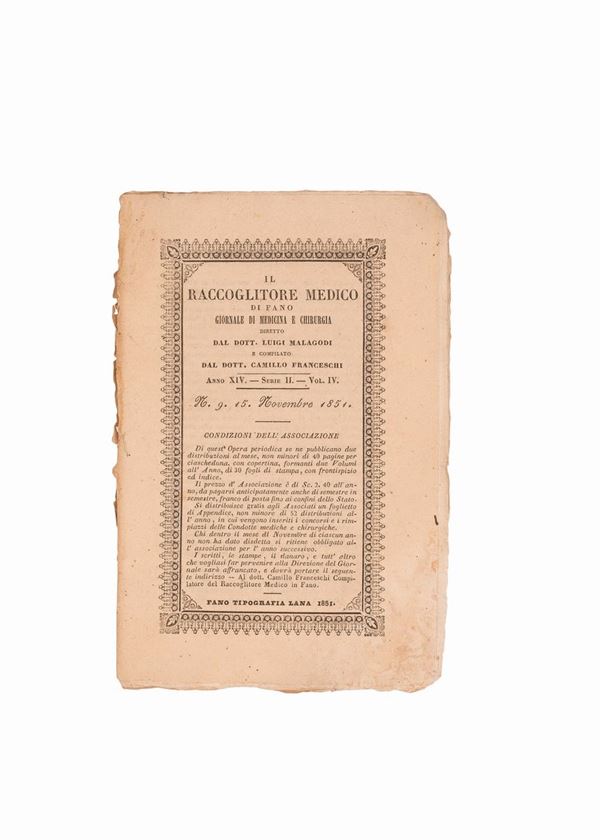 IL
RACCOGLITORE MEDICO
DI FANO
GIORNALE DI MEDICINA E CHIRURGIA
DIRETTO
DAL DOTT. LUIGI MALAGODI
E COMPILATO
DAL DOTT. CAMILLO FRANCESCHI
ANNO XIV. — SERIE II. — VOL. IV.
N. 9. 15. Novembre 1851.
CONDIZIONI DELL' ASSOCIAZIONE
Di quest' Opera periodica se ne pubblicano due
distribuzioni al mese, non minori di 40 pagine per
ciascheduna, con copertina, formanti due Volumi
all' Anno, di 30 fogli di stampa, con frontispizio
ed indice.
Il prezzo d' Associazione è di Sc. 2. 40 all' an-
no, da pagarsi anticipatamente anche di semestre in
semestre, franco di posta fino ai confini dello Stato.
Si distribuisce gratis agli Associati un foglietto
di Appendice, non minore di 52 distribuzioni al-
l' anno, in cui vengono inseriti i concorsi e i rim-
piazzi delle Condotte mediche e chirurgiche.
Chi dentro il mese di Novembre di ciascun an-
no non ha dato disdetta si ritiene obbligato al-
l' associazione per l' anno successivo.
I scritti, le stampe, il danaro, e tutt' altro
che vogliasi far pervenire alla Direzione del Gior-
nale sarà affrancato, e dovrà portare il seguen-
te indirizzo — Al dott. Camillo Franceschi Compi-
latore del Raccoglitore Medico in Fano.
FANO TIPOGRAFIA LANA 1851.